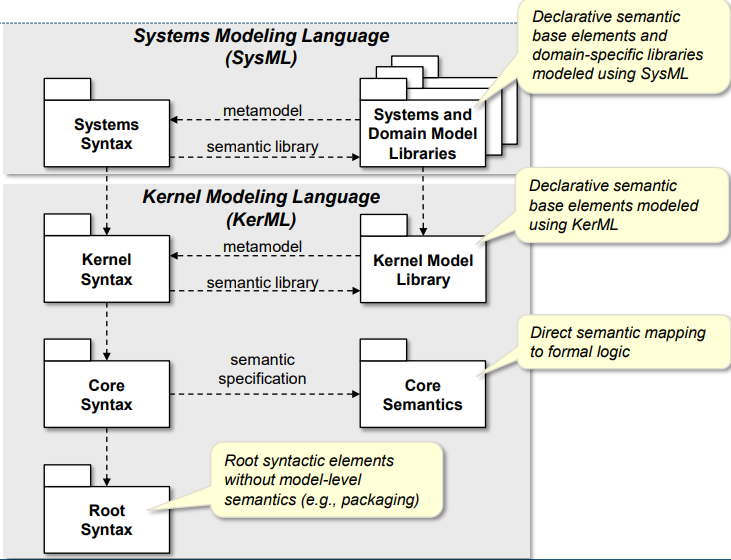 Systems Modeling Language
(SysML)
Declarative semantic
base elements and
domain-specific libraries
modeled using SysML
Systems
Syntax
metamodel
semantic library
Systems and
Domain Model
Libraries
Kernel Modeling Language
(KerML)
Declarative semantic
base elements modeled
using KerML
Kernel
Syntax
metamodel
semantic library
Kernel Model
Library
Direct semantic mapping
to formal logic
Core
Syntax
semantic
specification
Core
Semantics
Root syntactic elements
without model-level
semantics (e.g., packaging)
Root
Syntax